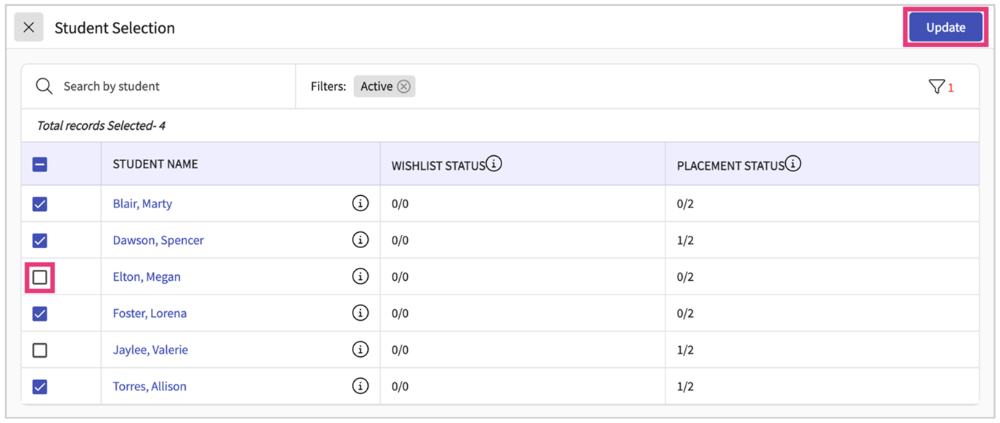 Student Selection
Update
Search by student
Filters: Active
1
Total records Selected- 4
STUDENT NAME WISHLIST STATUS PLACEMENT STATUS
Blair, Marty 0/0 0/2
Dawson, Spencer 0/0 1/2
Elton, Megan 0/0 0/2
Foster, Lorena 0/0 0/2
Jaylee, Valerie 0/0 1/2
Torres, Allison 0/0 1/2